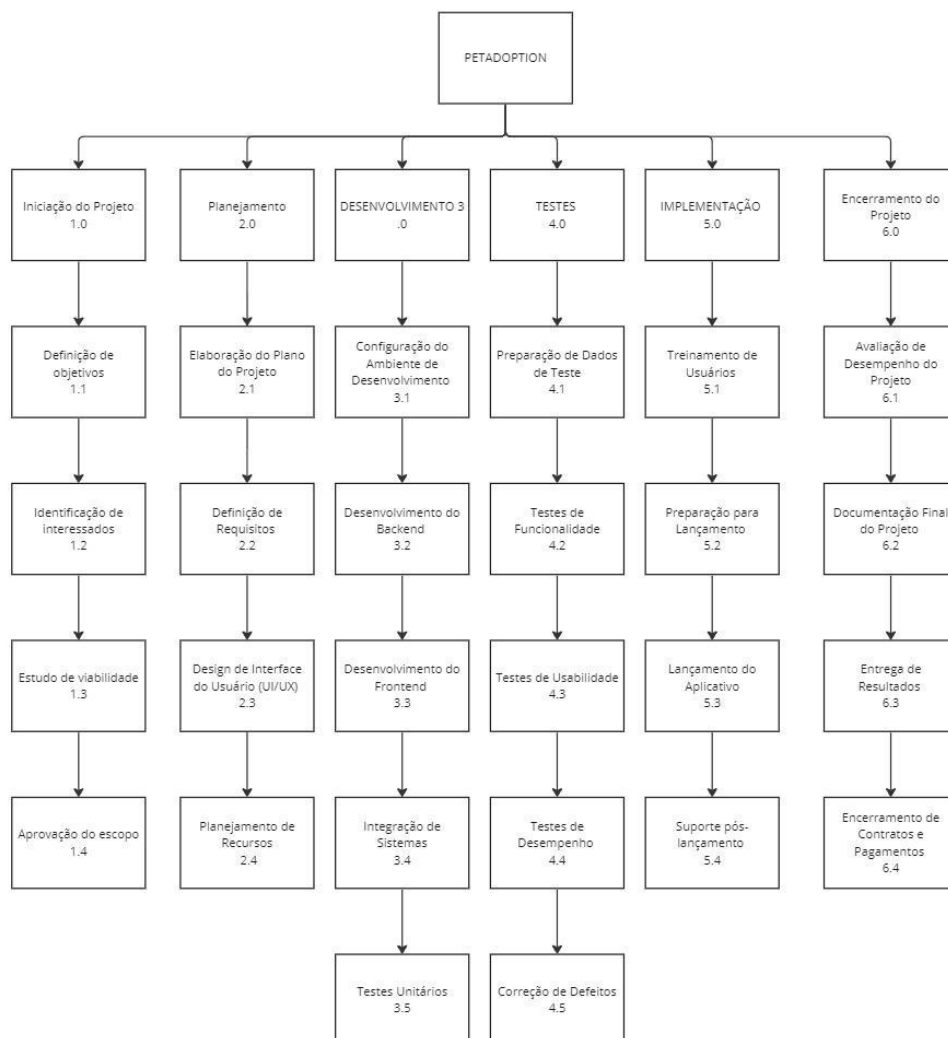 PETADOPTION
Iniciação do Projeto
1.0
Planejamento
2.0
DESENVOLVIMENTO 3
.0
TESTES
4.0
IMPLEMENTAÇÃO
5.0
Encerramento do
Projeto
6.0
Definição de
objetivos
1.1
Elaboração do Plano
do Projeto
2.1
Configuração do
Ambiente de
Desenvolvimento
3.1
Preparação de Dados
de Teste
4.1
Treinamento de
Usuários
5.1
Avaliação de
Desempenho do
Projeto
6.1
Identificação de
interessados
1.2
Definição de
Requisitos
2.2
Desenvolvimento do
Backend
3.2
Testes de
Funcionalidade
4.2
Preparação para
Lançamento
5.2
Documentação Final
do Projeto
6.2
Estudo de viabilidade
1.3
Design de Interface
do Usuário (UI/UX)
2.3
Desenvolvimento do
Frontend
3.3
Testes de Usabilidade
4.3
Lançamento do
Aplicativo
5.3
Entrega de
Resultados
6.3
Aprovação do escopo
1.4
Planejamento de
Recursos
2.4
Integração de
Sistemas
3.4
Testes de
Desempenho
4.4
Suporte pós-
lançamento
5.4
Encerramento de
Contratos e
Pagamentos
6.4
Testes Unitários
3.5
Correção de Defeitos
4.5